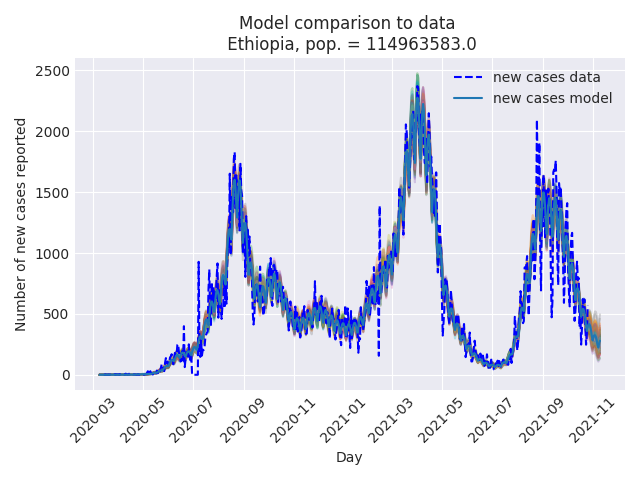 Model comparison to data
Ethiopia, pop. = 114963583.0
2500
2000
1500
1000
500
0
Number of new cases reported
new cases data
new cases model
2020-03
2020-05
2020-07
2020-09
2020-11
2021-01
2021-03
2021-05
2021-07
2021-09
2021-11
Day